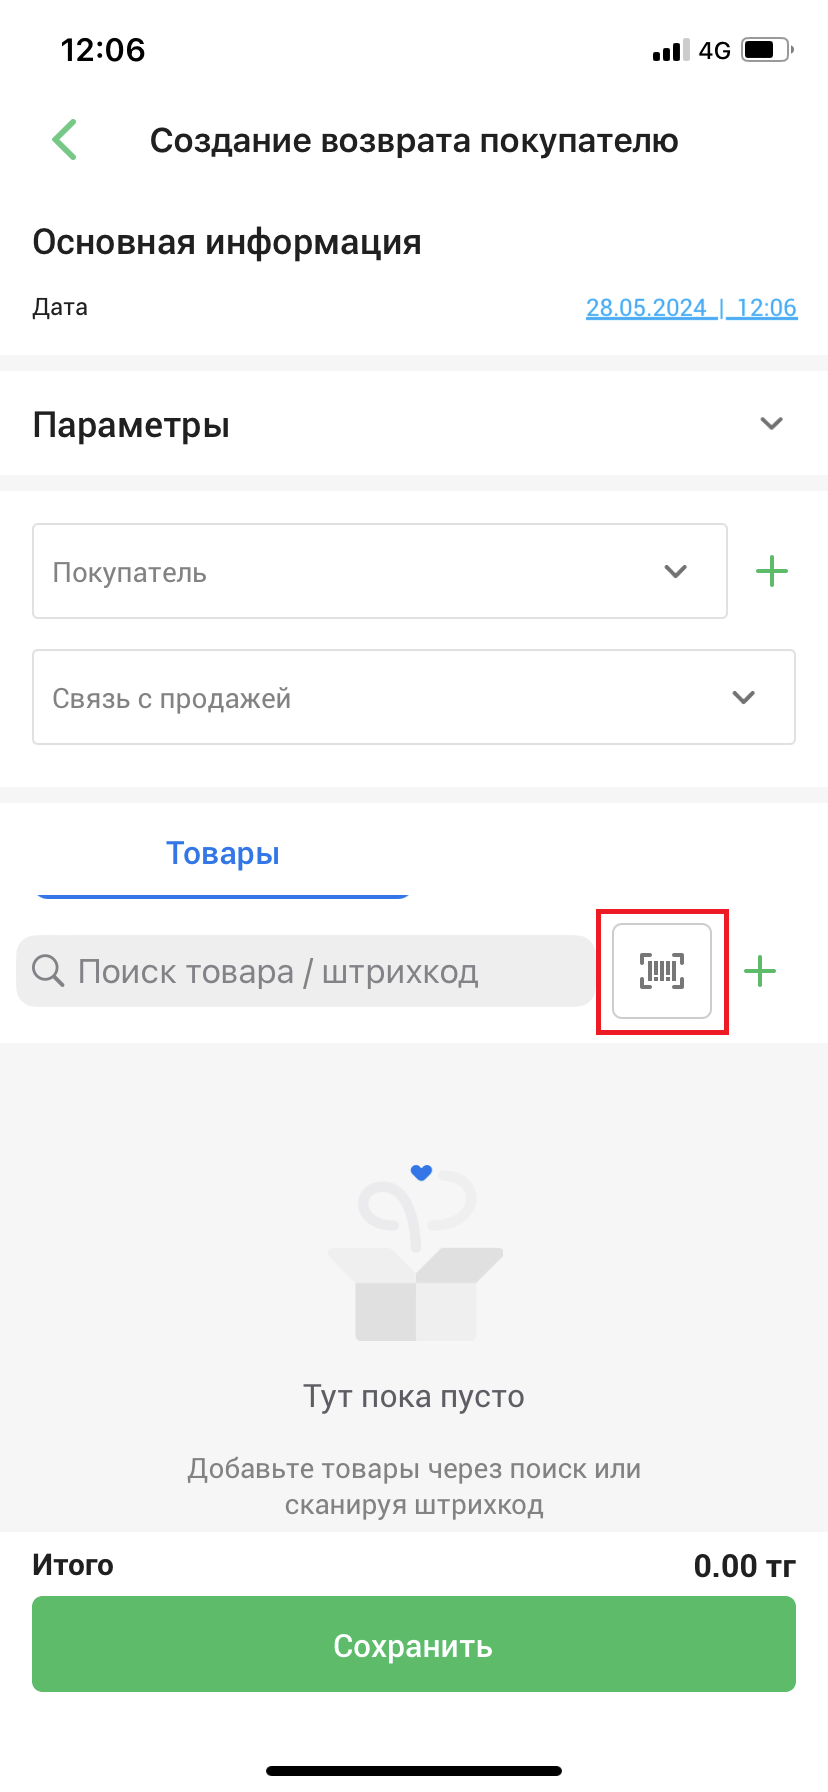 12:06
4G
Создание возврата покупателю
Основная информация
Дата
28.05.2024 | 12:06
Параметры
Покупатель
Связь с продажей
Товары
Поиск товара / штрихкод
Тут пока пусто
Добавьте товары через поиск или
сканируя штрихкод
Итого
0.00 тг
Сохранить